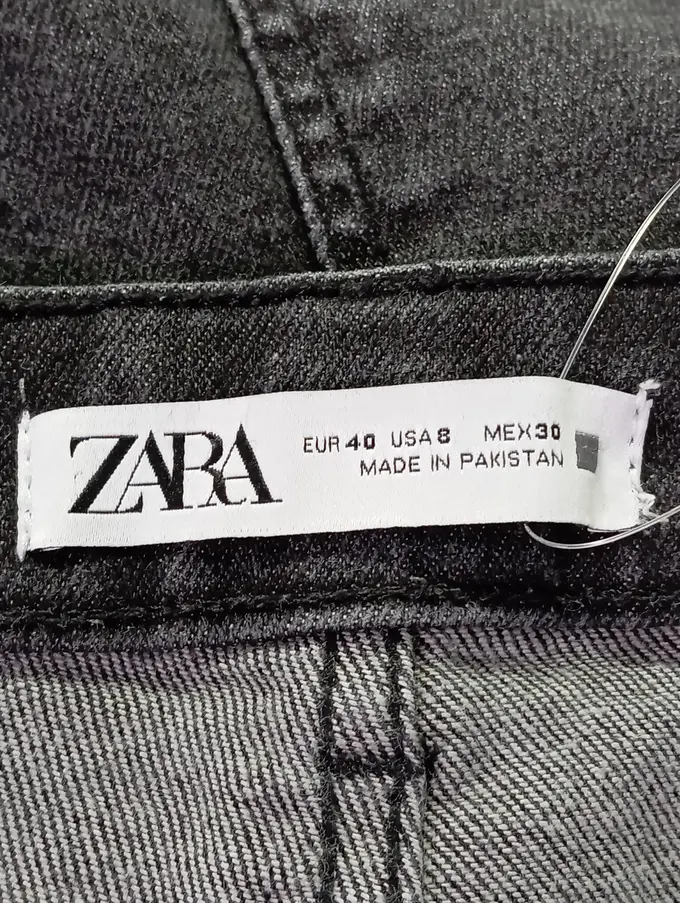 ZARA
EUR 40 USA 8 MEX 30
MADE IN PAKISTAN